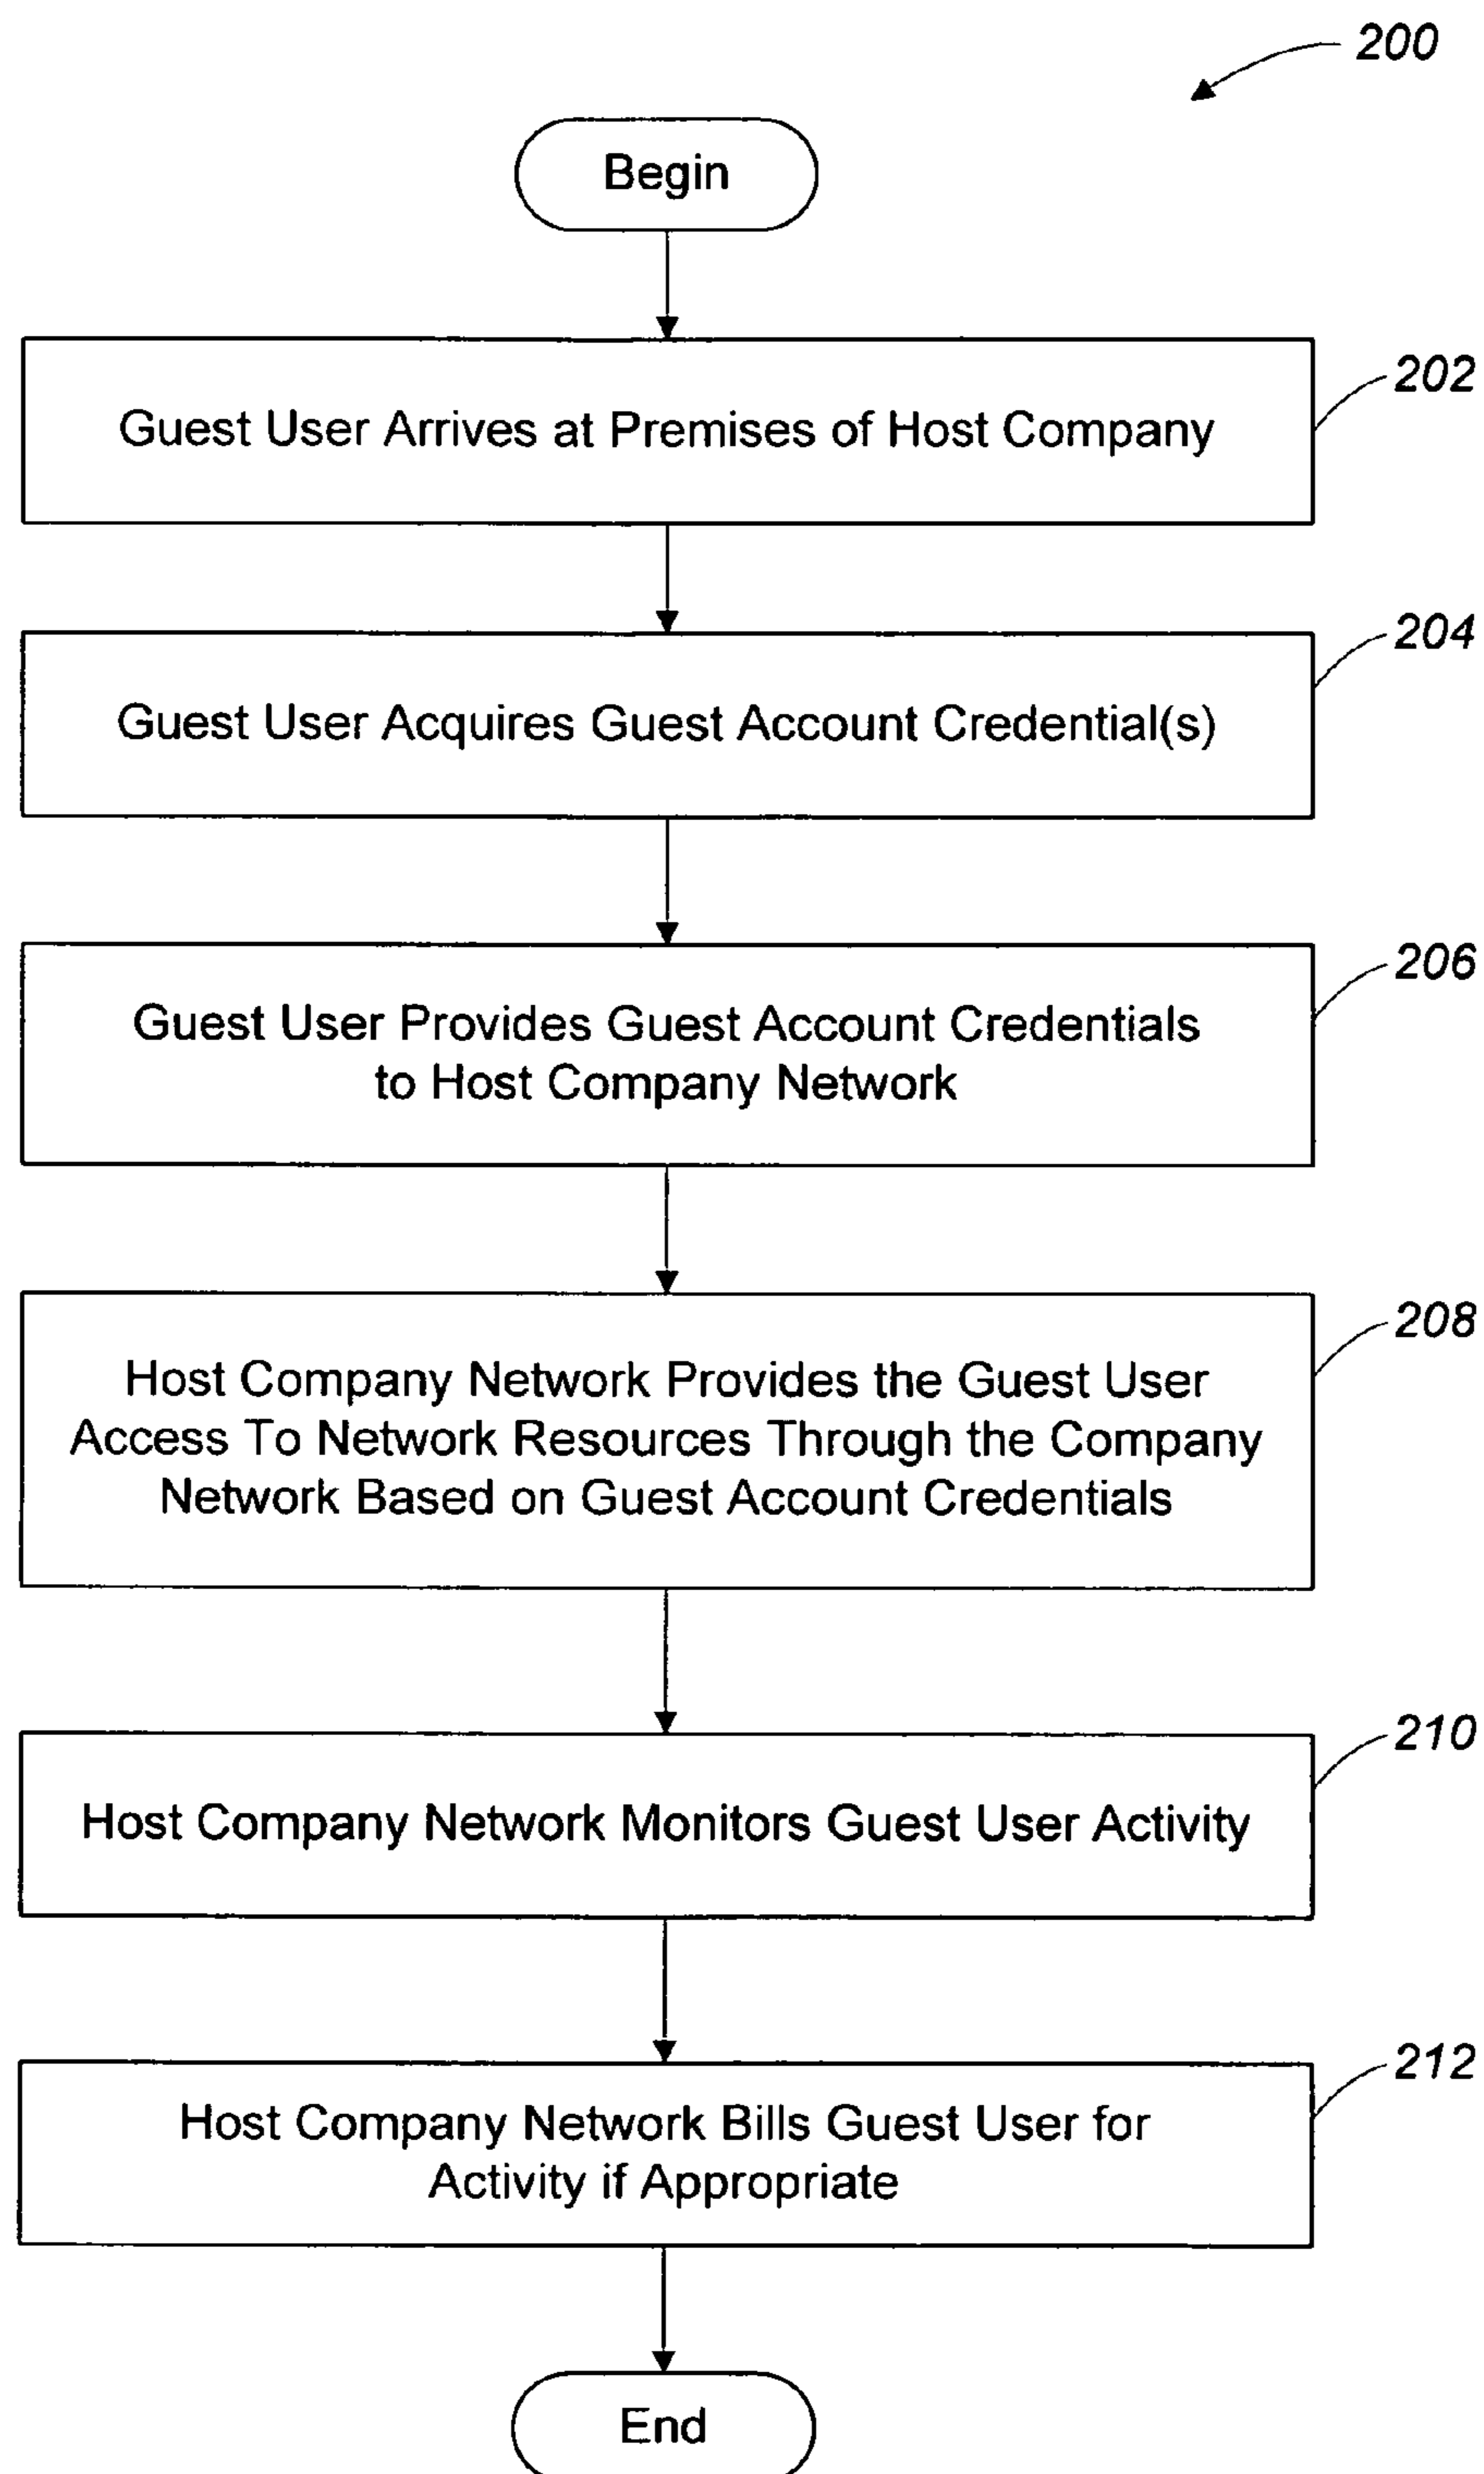 200
Begin
202
Guest User Arrives at Premises of Host Company
204
Guest User Acquires Guest Account Credential(s)
206
Guest User Provides Guest Account Credentials
to Host Company Network
208
Host Company Network Provides the Guest User
Access To Network Resources Through the Company
Network Based on Guest Account Credentials
210
Host Company Network Monitors Guest User Activity
212
Host Company Network Bills Guest User for
Activity if Appropriate
End